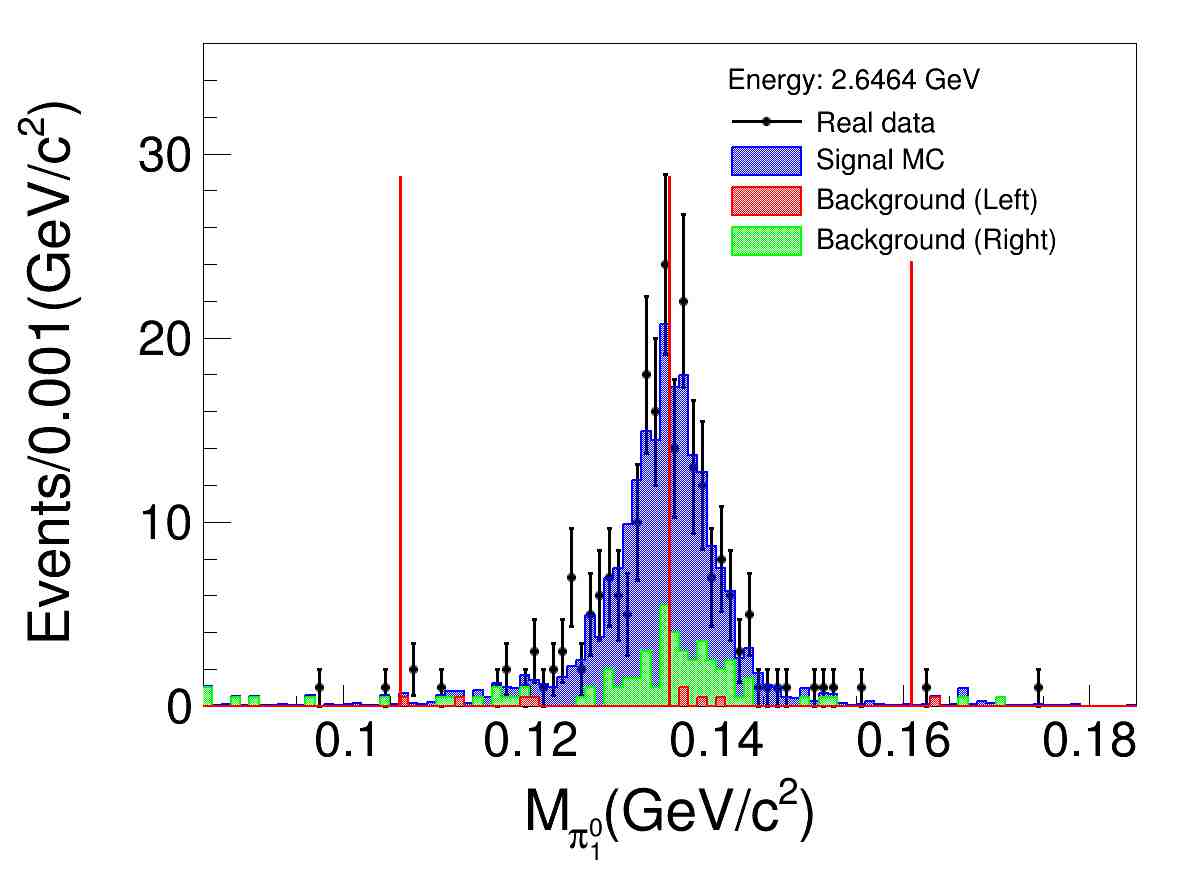 Energy: 2.6464 GeV
Real data
Signal MC
Background (Left)
Background (Right)
Events/0.001(GeV/c²)
30
20
10
0
0.1 0.12 0.14 0.16 0.18
M_{π⁰₁}(GeV/c²)